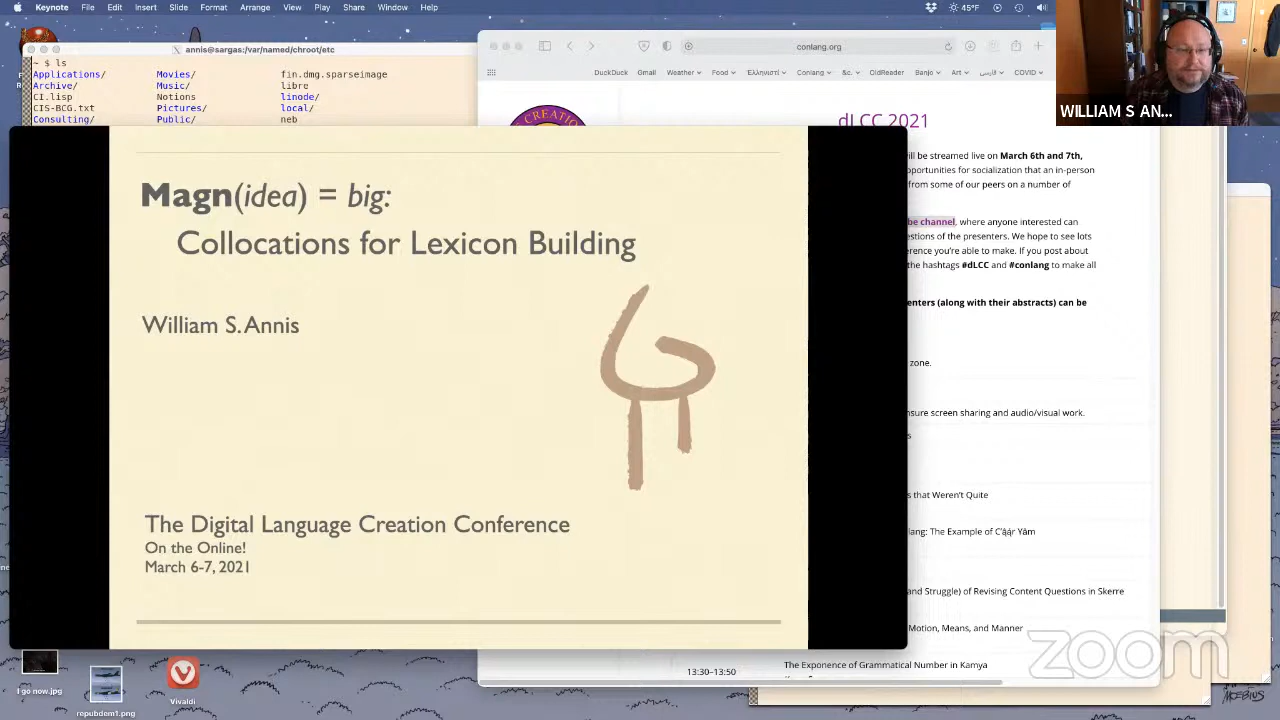 Keynote File Edit Insert Slide Format Arrange View Play Share Window Help
45°F
annis@sargas:/var/named/chroot/etc
~ $ ls
Applications/ Movies/ fin.dmg.sparseimage
Archive/ Music/ libre
CI.lisp Notions linode/
CIS-BCG.txt Pictures/ local/
Consulting/ Public/ neb
conlang.org
DuckDuck Gmail Weather Food Ελληνιστί Conlang &c. OldReader Banjo Art فارسی COVID
CREATION
WILLIAM S AN...
dLCC 2021
ill be streamed live on March 6th and 7th,
pportunities for socialization that an in-person
from some of our peers on a number of
be channel, where anyone interested can
estions of the presenters. We hope to see lots
erence you're able to make. If you post about
the hashtags #dLCC and #conlang to make all
enters (along with their abstracts) can be
zone.
nsure screen sharing and audio/visual work.
s that Weren't Quite
lang: The Example of C'ą́ą́r Yâm
and Struggle) of Revising Content Questions in Skerre
Motion, Means, and Manner
13:30–13:50 The Exponence of Grammatical Number in Kamya
Magn(idea) = big:
Collocations for Lexicon Building
William S. Annis
The Digital Language Creation Conference
On the Online!
March 6-7, 2021
I go now.jpg
repubdem1.png
Vivaldi
zoom
MŒBIUS